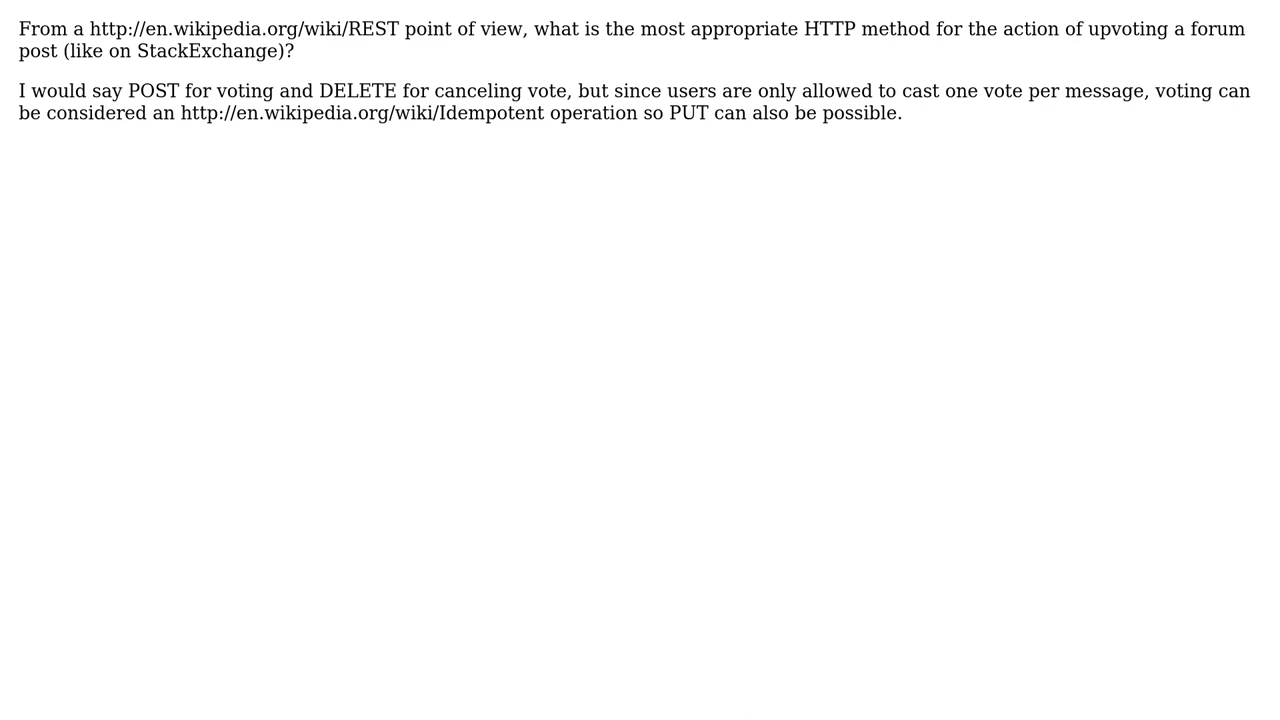 From a http://en.wikipedia.org/wiki/REST point of view, what is the most appropriate HTTP method for the action of upvoting a forum
post (like on StackExchange)?
I would say POST for voting and DELETE for canceling vote, but since users are only allowed to cast one vote per message, voting can
be considered an http://en.wikipedia.org/wiki/Idempotent operation so PUT can also be possible.